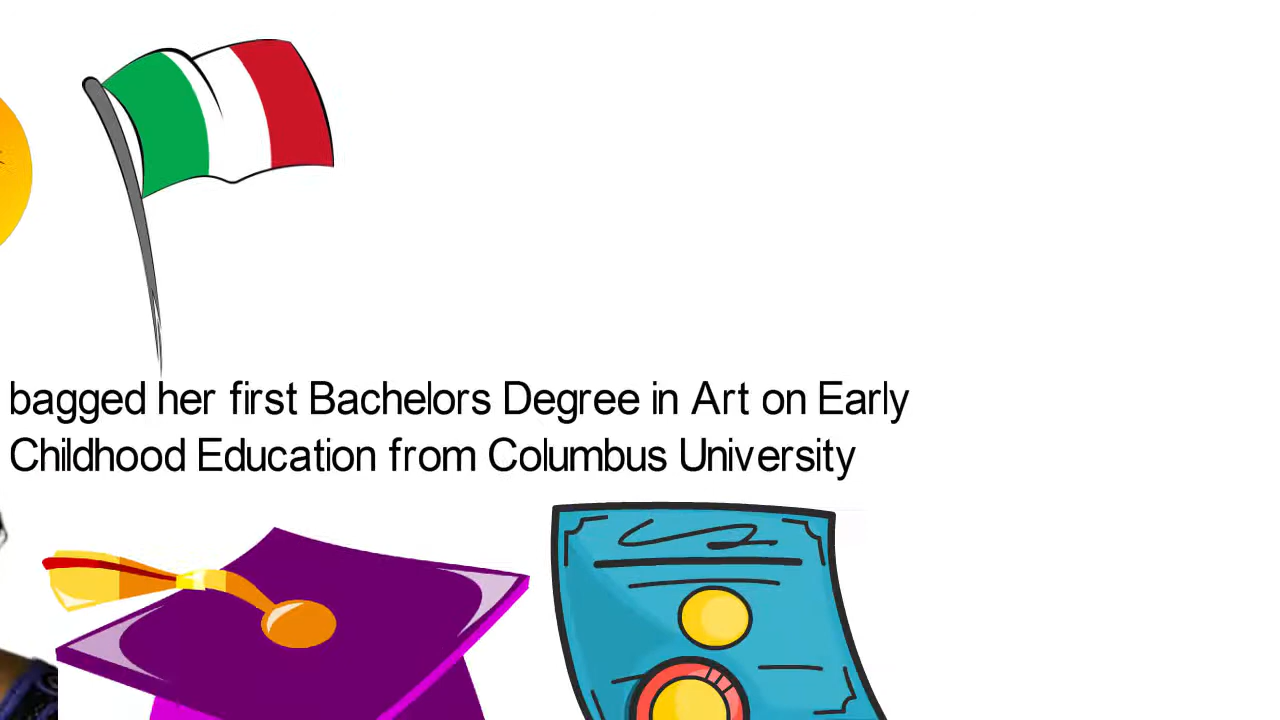 bagged her first Bachelors Degree in Art on Early
Childhood Education from Columbus University